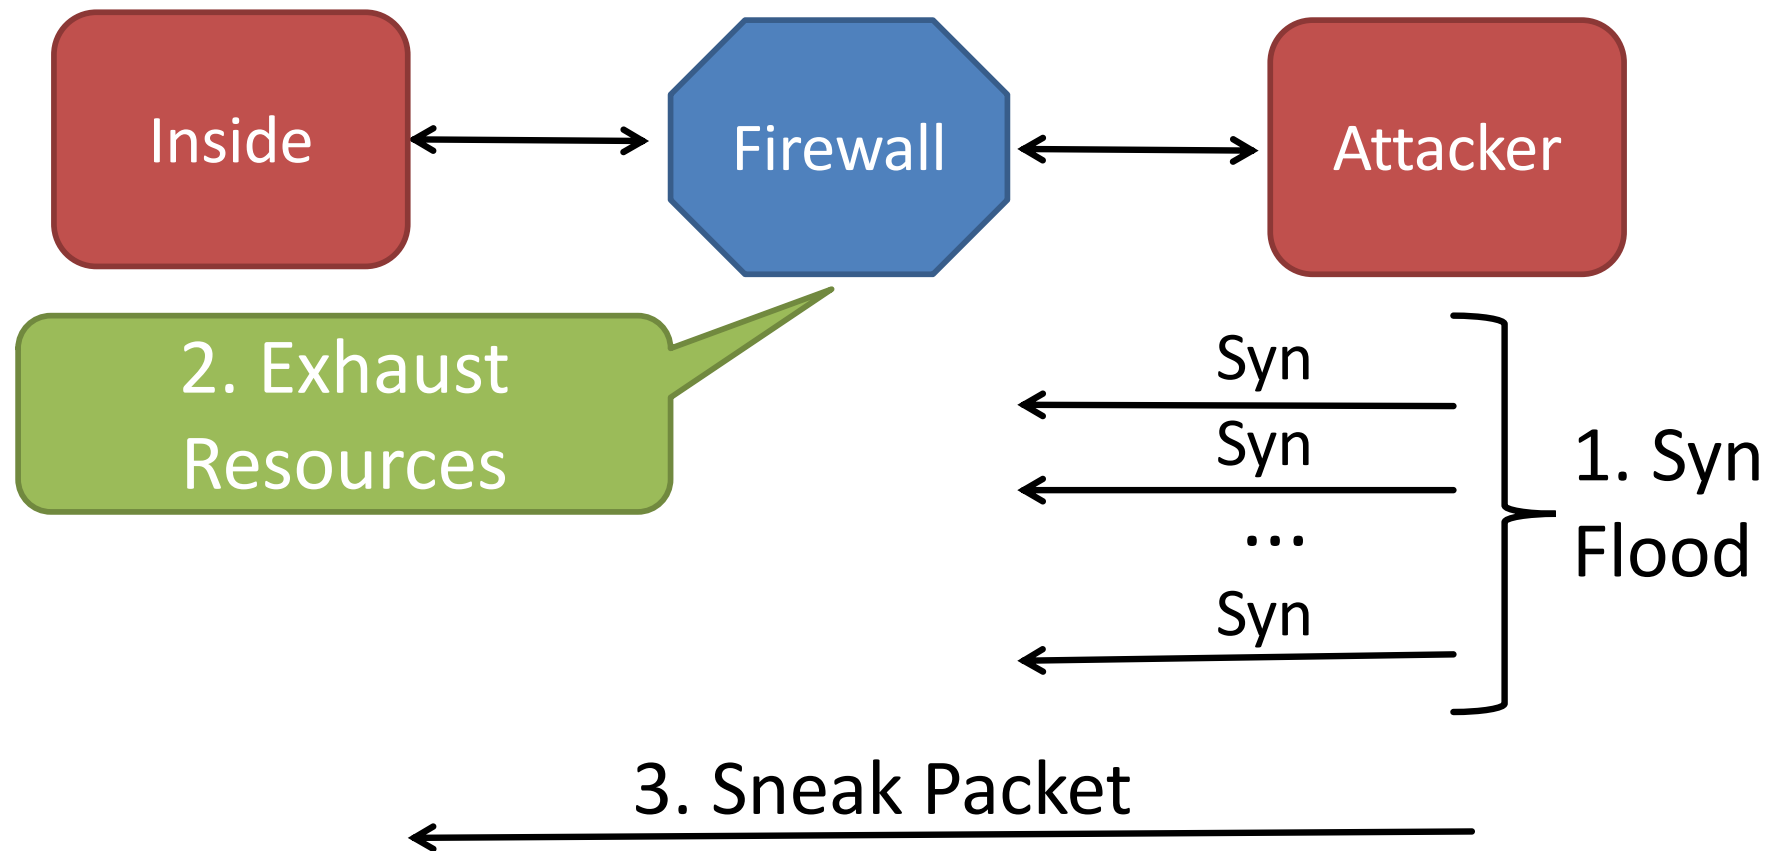 Inside
Firewall
Attacker
2. Exhaust
Resources
Syn
Syn
...
Syn
1. Syn
Flood
3. Sneak Packet